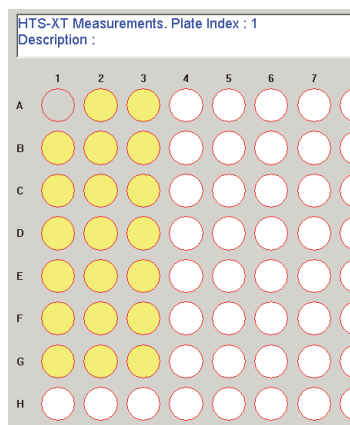 HTS-XT Measurements. Plate Index : 1
Description :
1 2 3 4 5 6 7
A
B
C
D
E
F
G
H